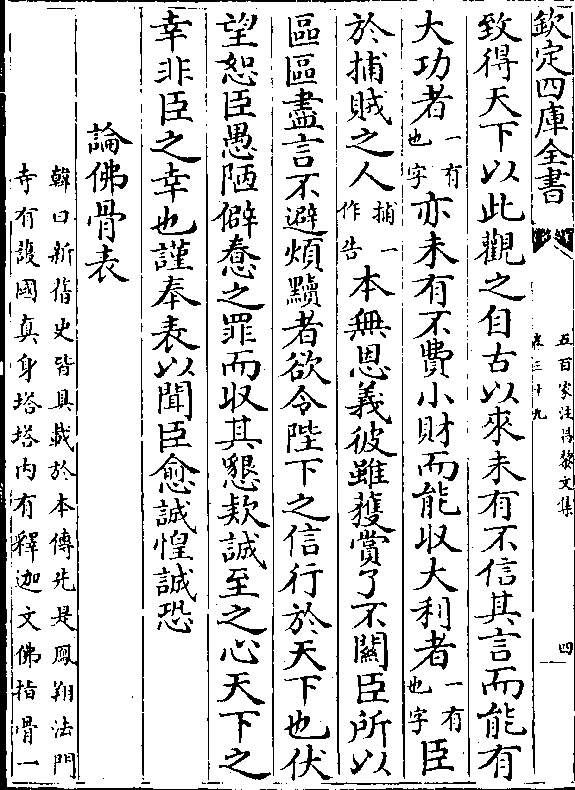 欽定四庫全書
五百家注昌黎文集
卷三十九
四
致得天下以此觀之自古以來未有不信其言而能有
大功者一有也字亦未有不費小財而能收大利者一有也字臣
於捕賊之人捕一作告本無恩義彼雖獲賞了不關臣所以
區區盡言不避煩黷者欲令陛下之信行於天下也伏
望恕臣愚陋僻惷之罪而收其懇款誠至之心天下之
幸非臣之幸也謹奉表以聞臣愈誠惶誠恐
論佛骨表
韓曰新舊史皆具載於本傳先是鳳翔法門
寺有護國真身塔塔内有釋迦文佛指骨一